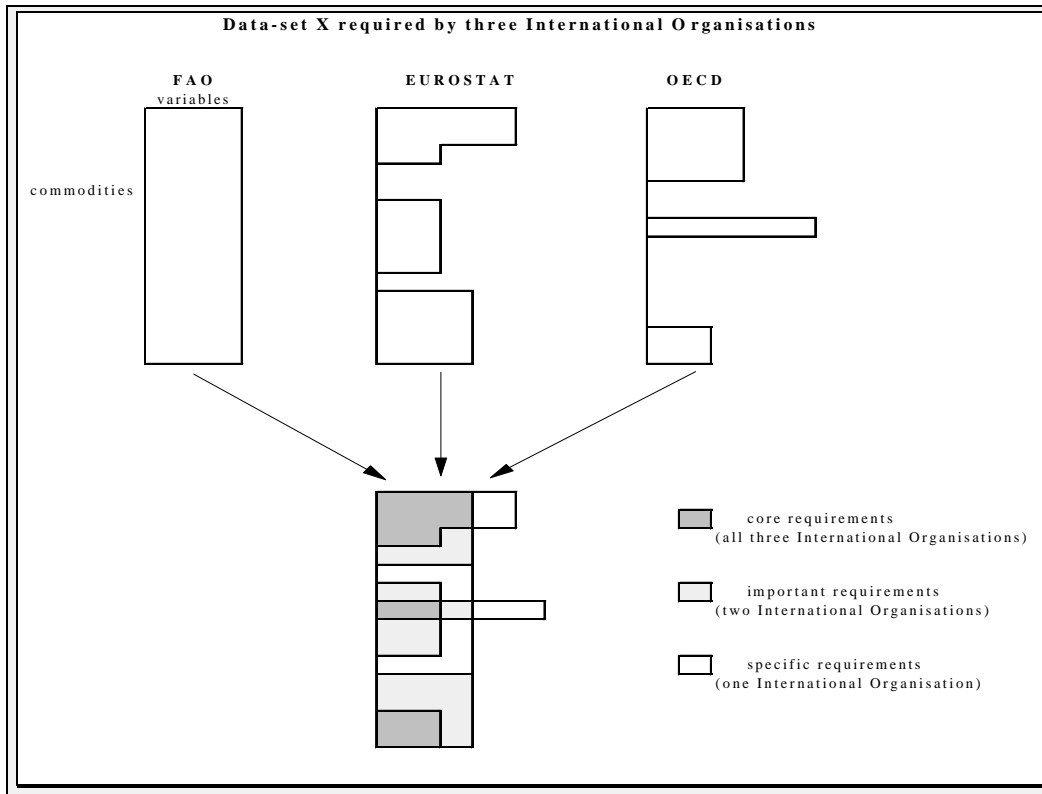 Data-set X required by three International Organisations
FAO
variables
EUROSTAT
OECD
commodities
core requirements
(all three International Organisations)
important requirements
(two International Organisations)
specific requirements
(one International Organisation)